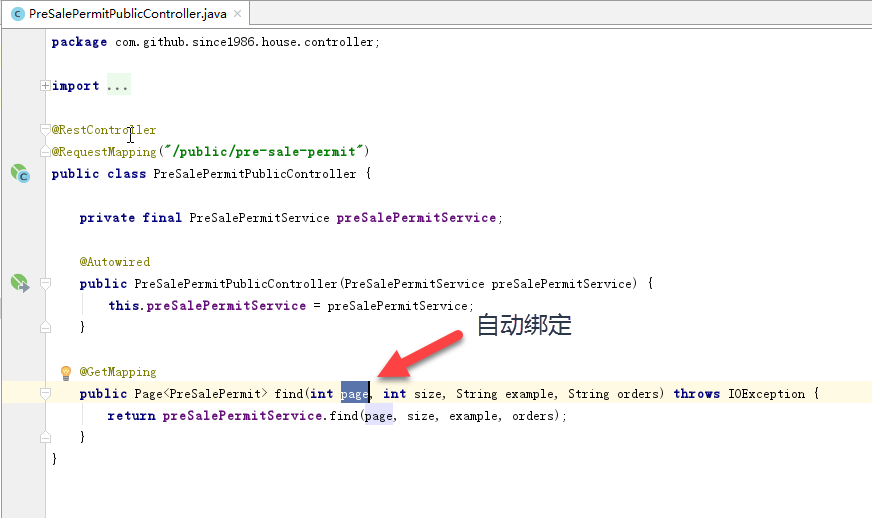 PreSalePermitPublicController.java
package com.github.since1986.house.controller;
import ...
@RestController
@RequestMapping("/public/pre-sale-permit")
public class PreSalePermitPublicController {
private final PreSalePermitService preSalePermitService;
@Autowired
public PreSalePermitPublicController(PreSalePermitService preSalePermitService) {
this.preSalePermitService = preSalePermitService;
}
自动绑定
@GetMapping
public Page<PreSalePermit> find(int page, int size, String example, String orders) throws IOException {
return preSalePermitService.find(page, size, example, orders);
}
}